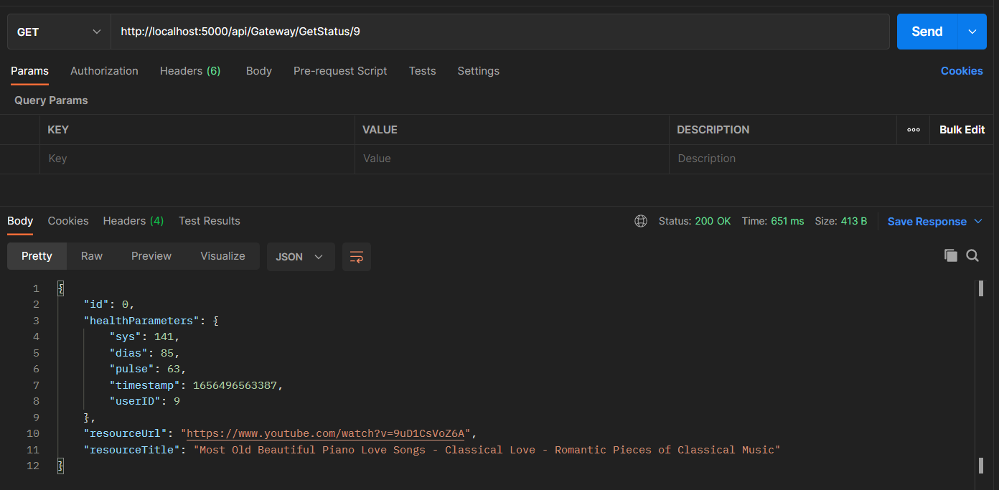 GET http://localhost:5000/api/Gateway/GetStatus/9 Send
Params Authorization Headers (6) Body Pre-request Script Tests Settings Cookies
Query Params
KEY VALUE DESCRIPTION Bulk Edit
Key Value Description
Body Cookies Headers (4) Test Results Status: 200 OK Time: 651 ms Size: 413 B Save Response
Pretty Raw Preview Visualize JSON
1 {
2 "id": 0,
3 "healthParameters": {
4 "sys": 141,
5 "dias": 85,
6 "pulse": 63,
7 "timestamp": 1656496563387,
8 "userID": 9
9 },
10 "resourceUrl": "https://www.youtube.com/watch?v=9uD1CsVoZ6A",
11 "resourceTitle": "Most Old Beautiful Piano Love Songs - Classical Love - Romantic Pieces of Classical Music"
12 }